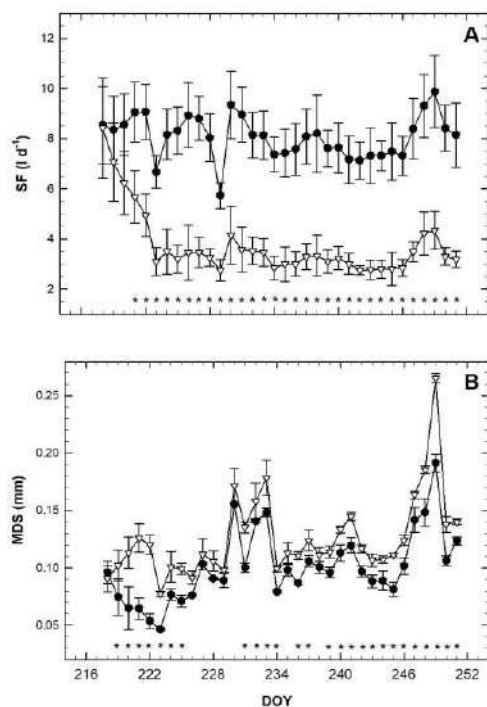 A
12
10
8
6
4
2
SF (l d⁻¹)
* * * * * * * * * * * * * * * * * * * * * * * * * * * * * * *
B
0.25
0.20
0.15
0.10
0.05
MDS (mm)
* * * * * * * * * * * * * * * * * * * * * * * * * * *
216 222 228 234 240 246 252
DOY